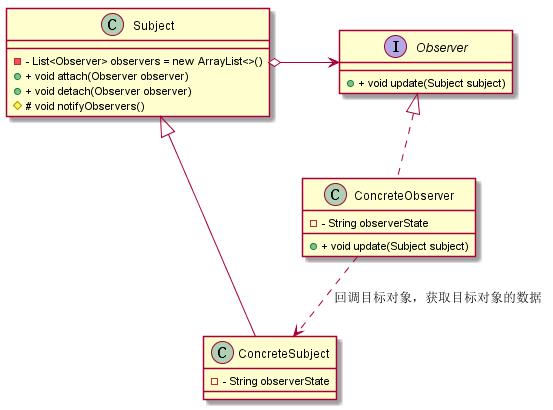 C Subject
- List<Observer> observers = new ArrayList<>()
+ void attach(Observer observer)
+ void detach(Observer observer)
# void notifyObservers()
I Observer
+ void update(Subject subject)
C ConcreteObserver
- String observerState
+ void update(Subject subject)
回调目标对象，获取目标对象的数据
C ConcreteSubject
- String observerState